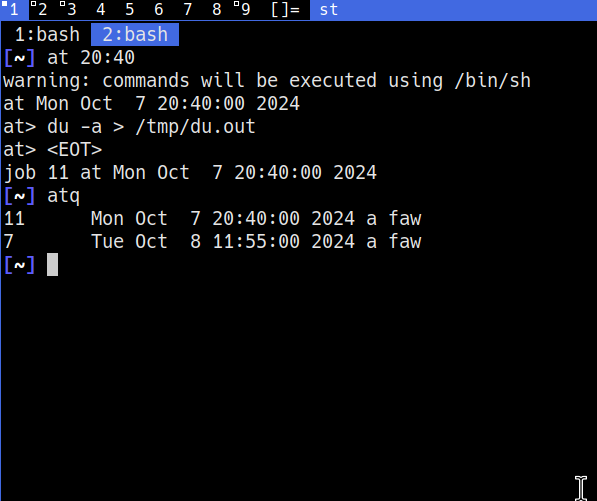 1 2 3 4 5 6 7 8 9 []= st
1:bash 2:bash
[~] at 20:40
warning: commands will be executed using /bin/sh
at Mon Oct  7 20:40:00 2024
at> du -a > /tmp/du.out
at> <EOT>
job 11 at Mon Oct  7 20:40:00 2024
[~] atq
11      Mon Oct  7 20:40:00 2024 a faw
7       Tue Oct  8 11:55:00 2024 a faw
[~]